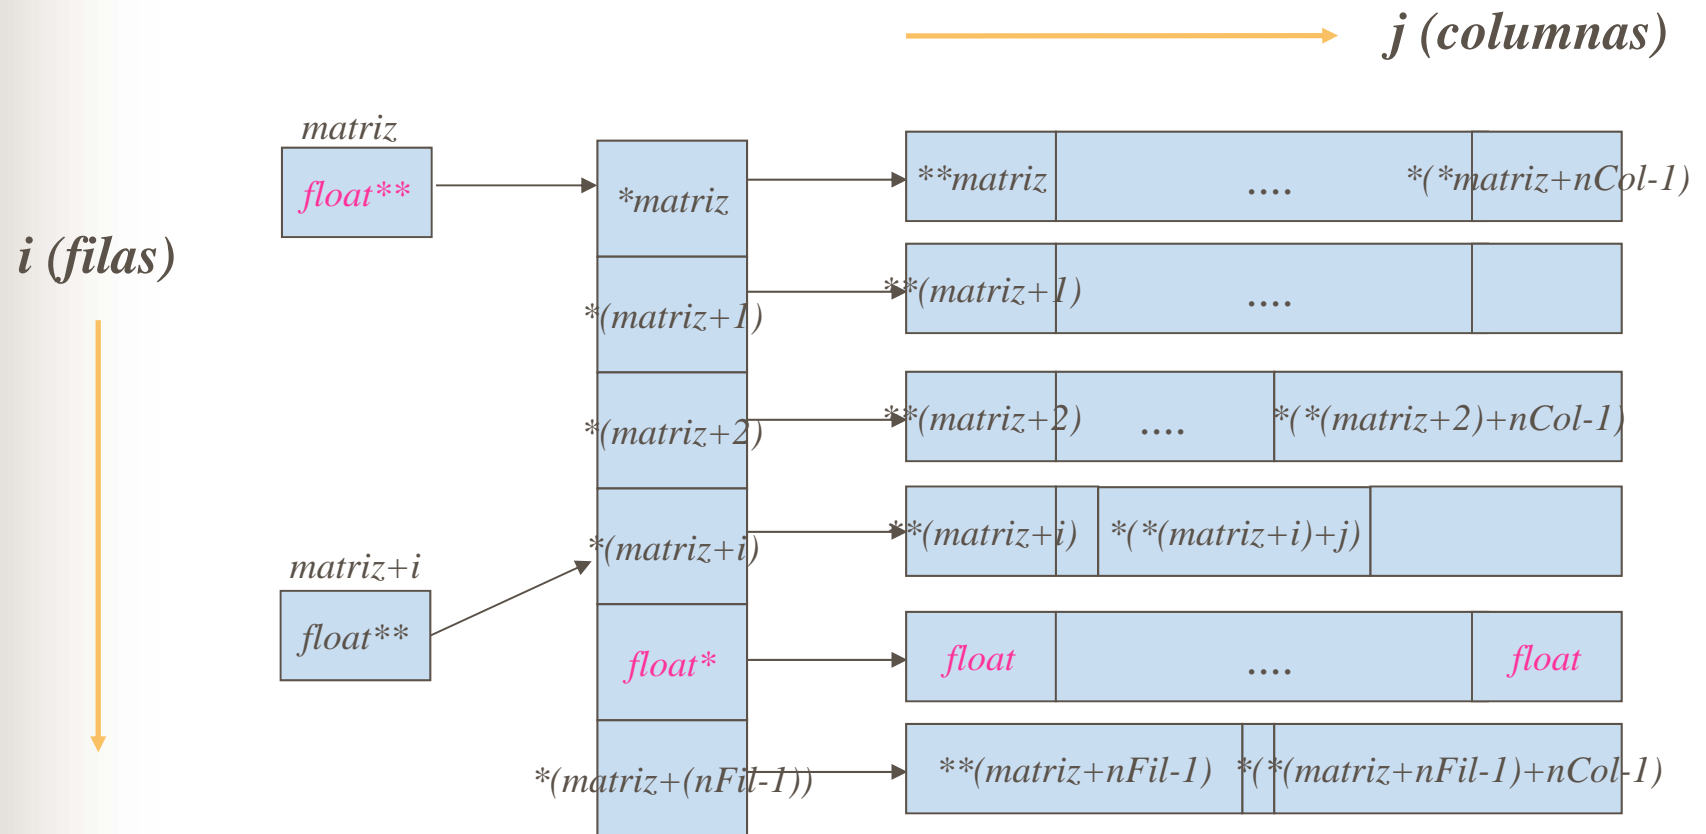 j (columnas)
matriz
float**
*matriz
**matriz
....
*(*matriz+nCol-1)
i (filas)
*(matriz+1)
**(matriz+1)
....
*(matriz+2)
**(matriz+2)
....
*(*(matriz+2)+nCol-1)
matriz+i
float**
*(matriz+i)
**(matriz+i)
*(*(matriz+i)+j)
float*
float
....
float
*(matriz+(nFil-1))
**(matriz+nFil-1)
*(*(matriz+nFil-1)+nCol-1)